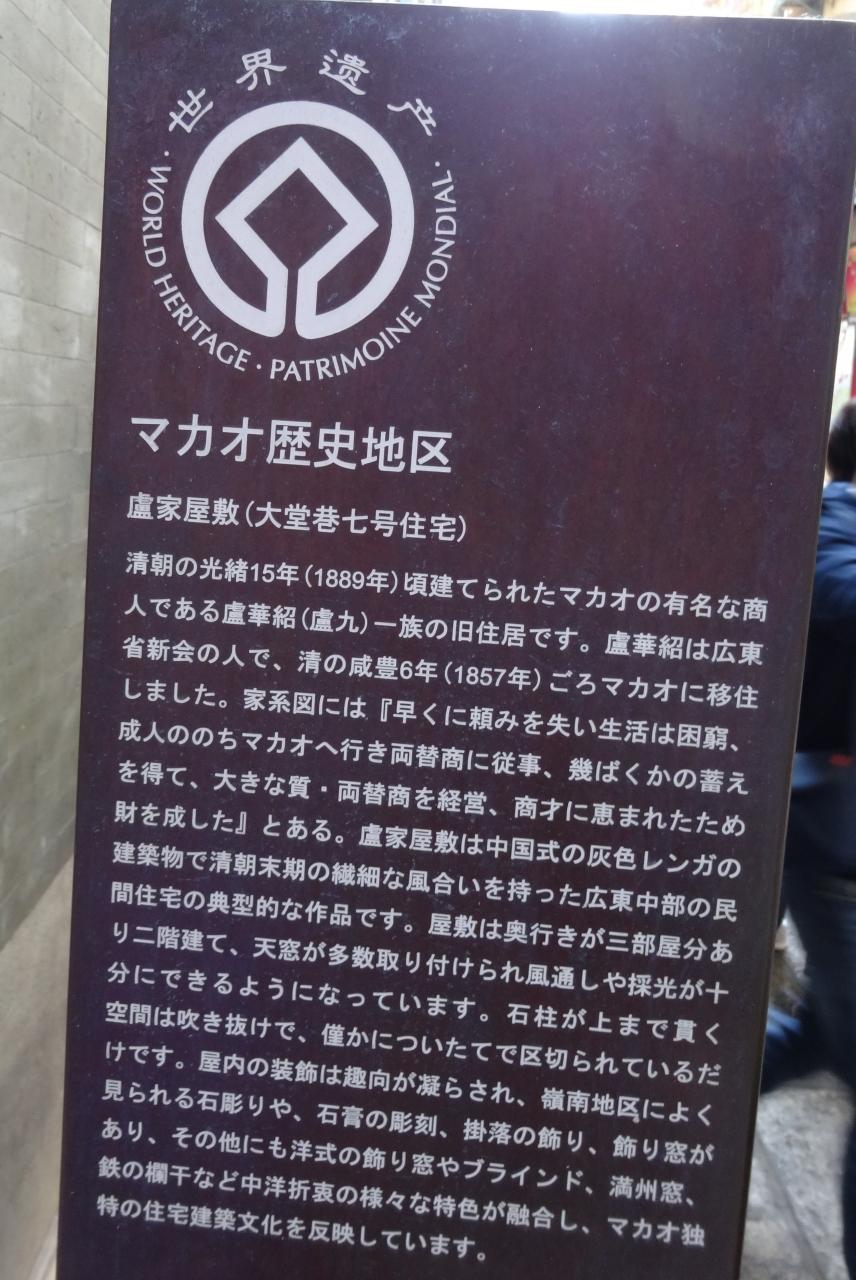 世界遗产
·WORLD HERITAGE · PATRIMOINE MONDIAL·
マカオ歴史地区
盧家屋敷(大堂巷七号住宅)
清朝の光緒15年(1889年)頃建てられたマカオの有名な商
人である盧華紹(盧九)一族の旧住居です。盧華紹は広東
省新会の人で、清の咸豊6年(1857年)ごろマカオに移住
しました。家系図には『早くに頼みを失い生活は困窮、
成人ののちマカオへ行き両替商に従事、幾ばくかの蓄え
を得て、大きな質・両替商を経営、商才に恵まれたため
財を成した』とある。盧家屋敷は中国式の灰色レンガの
建築物で清朝末期の繊細な風合いを持った広東中部の民
間住宅の典型的な作品です。屋敷は奥行きが三部屋分あ
り二階建て、天窓が多数取り付けられ風通しや採光が十
分にできるようになっています。石柱が上まで貫く
空間は吹き抜けで、僅かについたてで区切られているだ
けです。屋内の装飾は趣向が凝らされ、嶺南地区によく
見られる石彫りや、石膏の彫刻、掛落の飾り、飾り窓が
あり、その他にも洋式の飾り窓やブラインド、満州窓、
鉄の欄干など中洋折衷の様々な特色が融合し、マカオ独
特の住宅建築文化を反映しています。